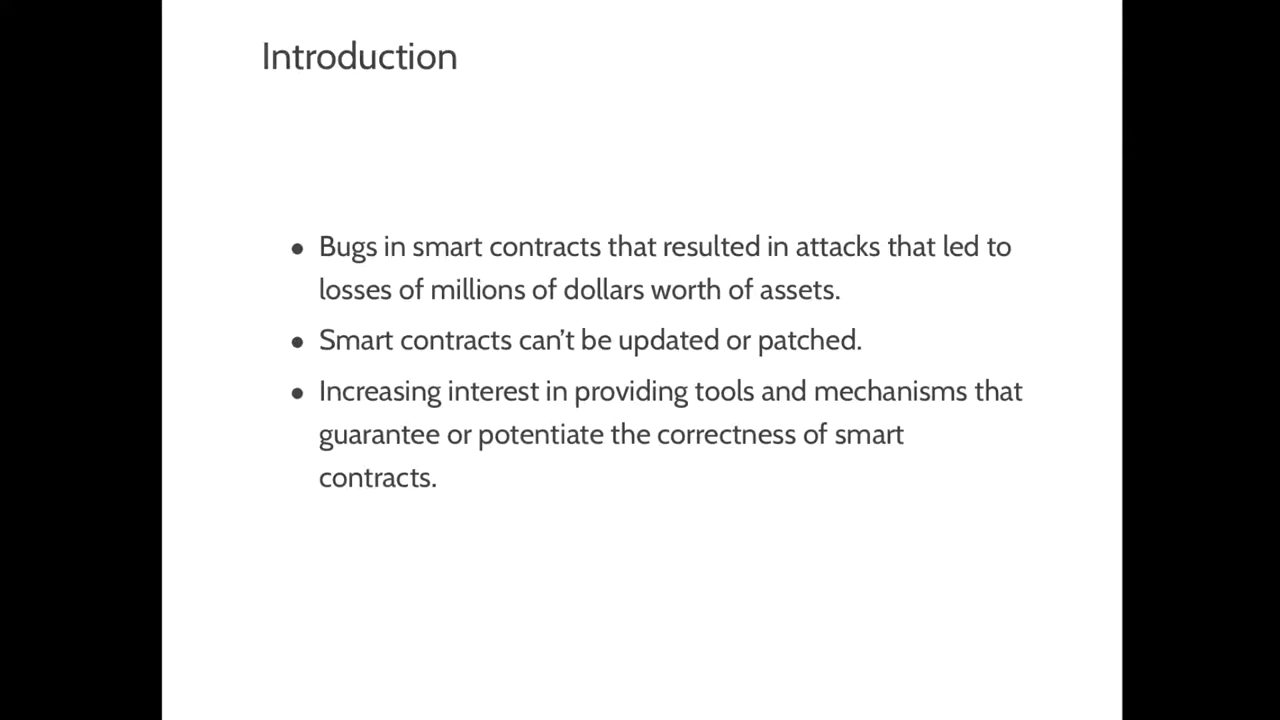 Introduction
● Bugs in smart contracts that resulted in attacks that led to
losses of millions of dollars worth of assets.
● Smart contracts can't be updated or patched.
● Increasing interest in providing tools and mechanisms that
guarantee or potentiate the correctness of smart
contracts.